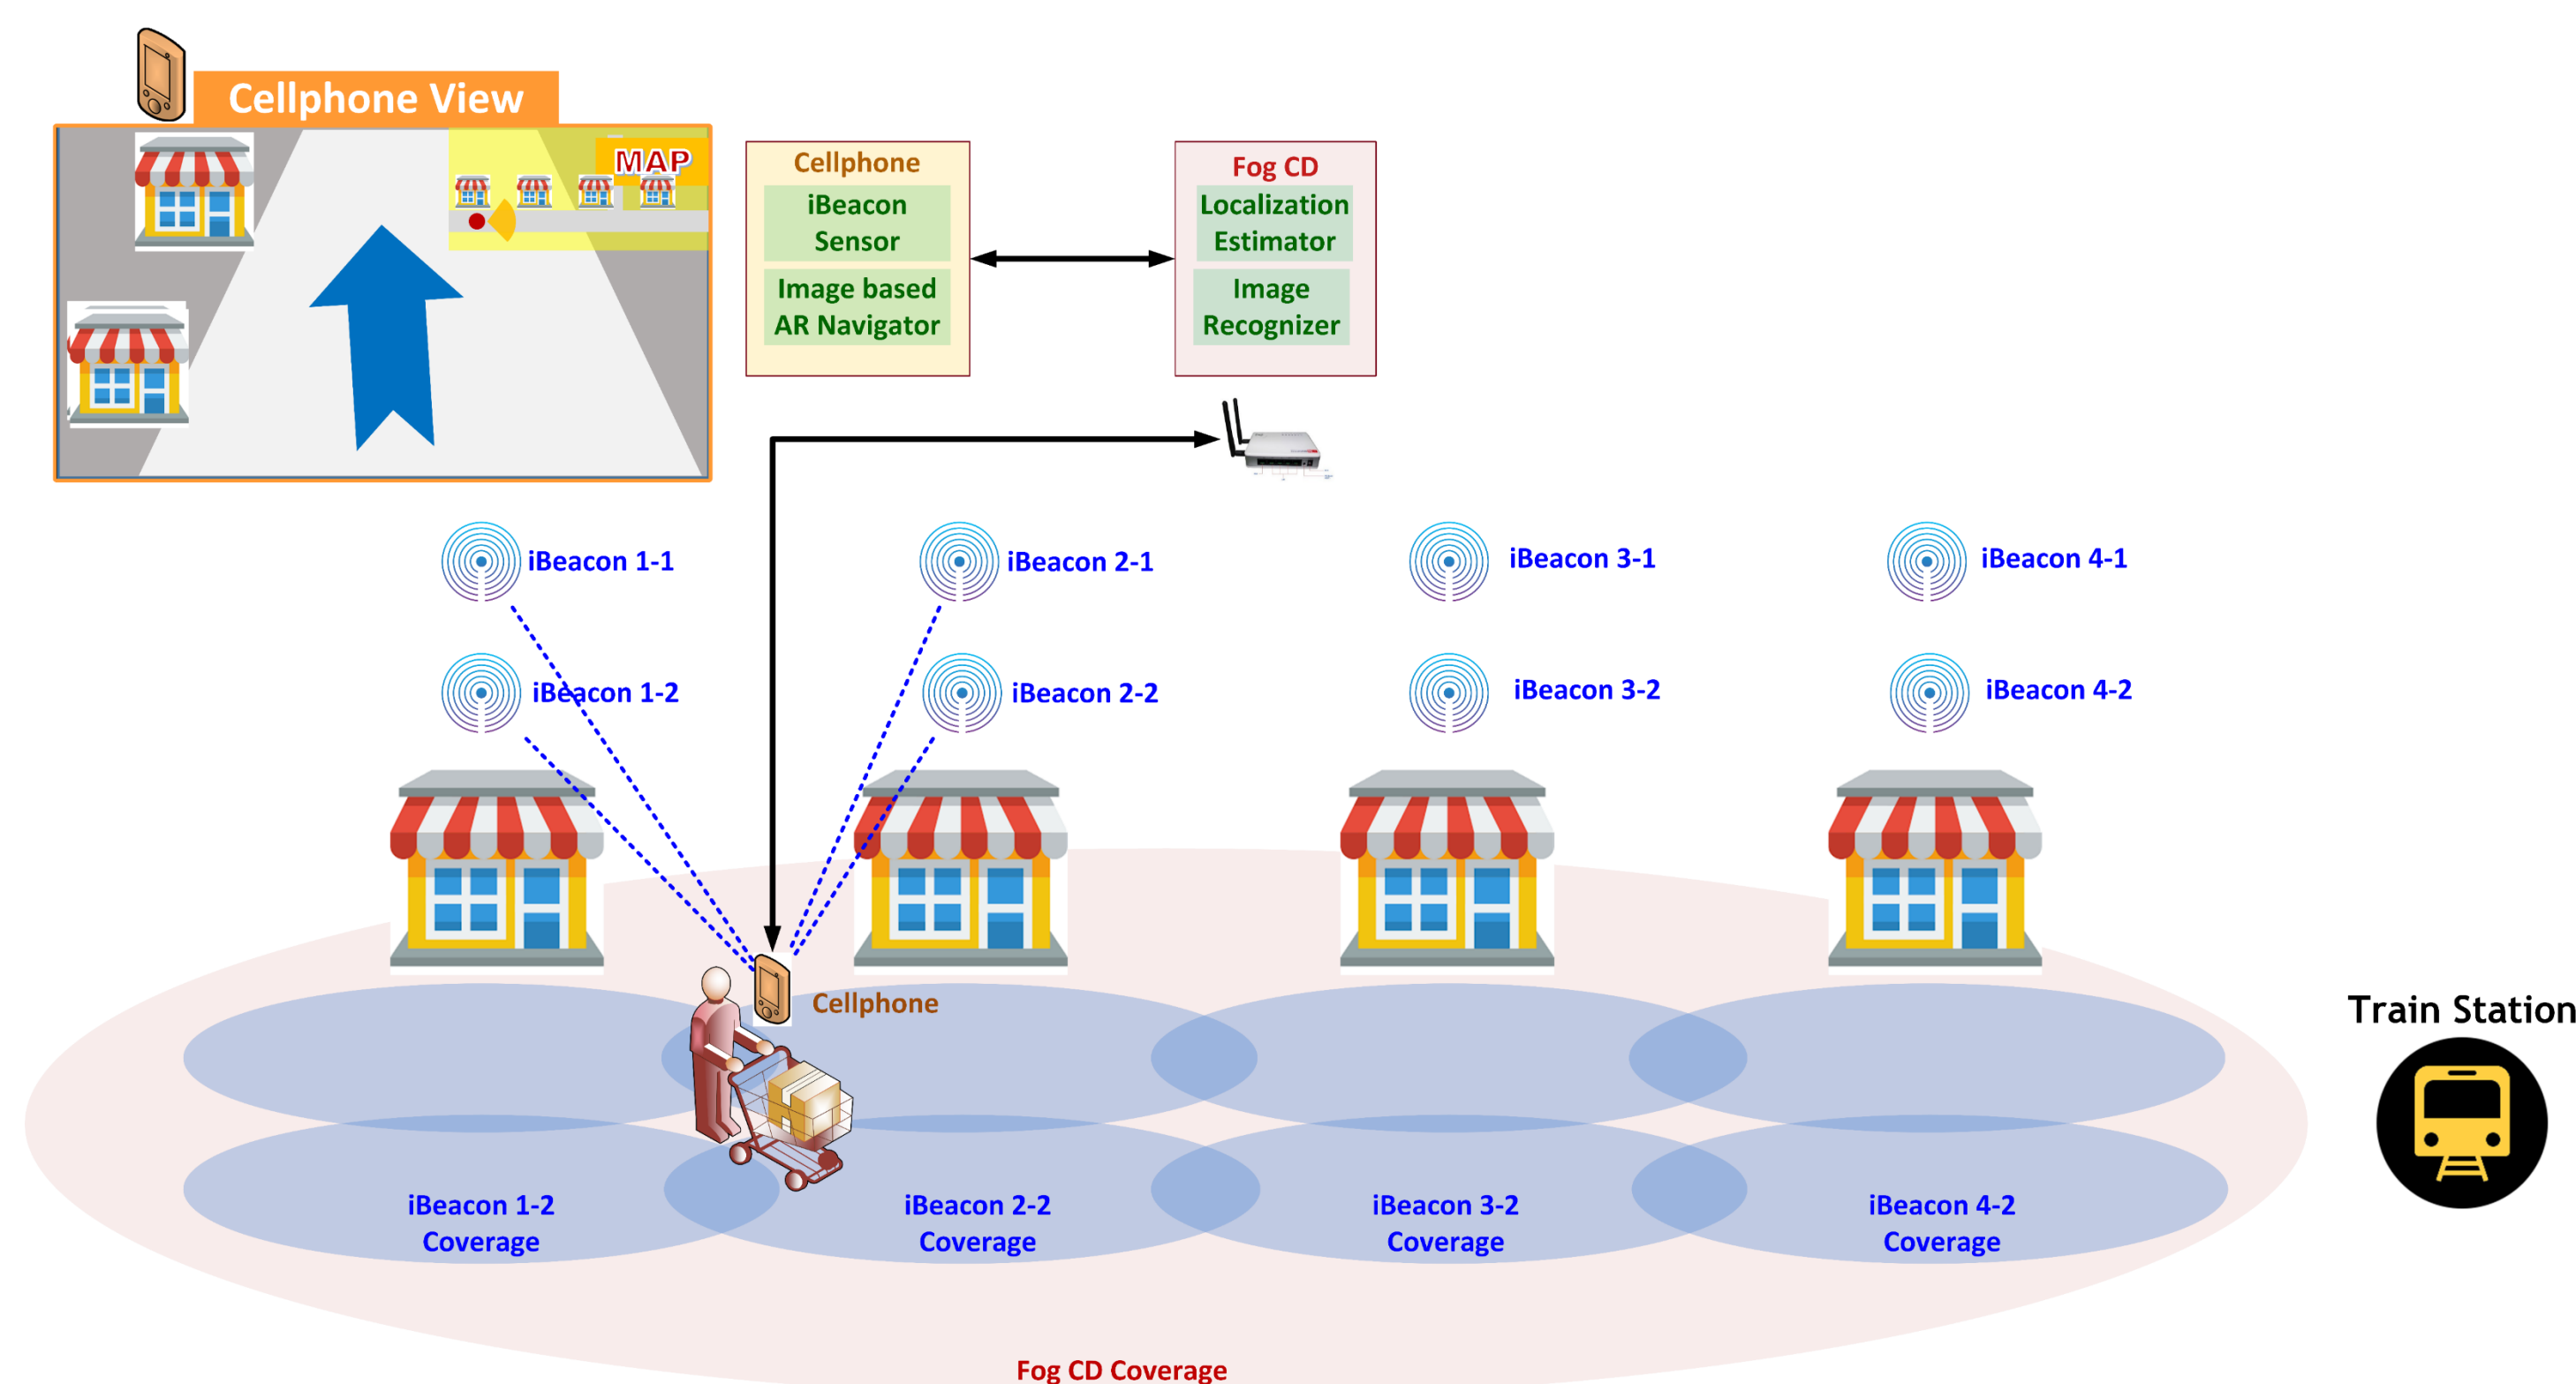 Cellphone View
MAP
Cellphone
iBeacon
Sensor
Image based
AR Navigator
Fog CD
Localization
Estimator
Image
Recognizer
iBeacon 1-1
iBeacon 2-1
iBeacon 3-1
iBeacon 4-1
iBeacon 1-2
iBeacon 2-2
iBeacon 3-2
iBeacon 4-2
Cellphone
Train Station
iBeacon 1-2
Coverage
iBeacon 2-2
Coverage
iBeacon 3-2
Coverage
iBeacon 4-2
Coverage
Fog CD Coverage